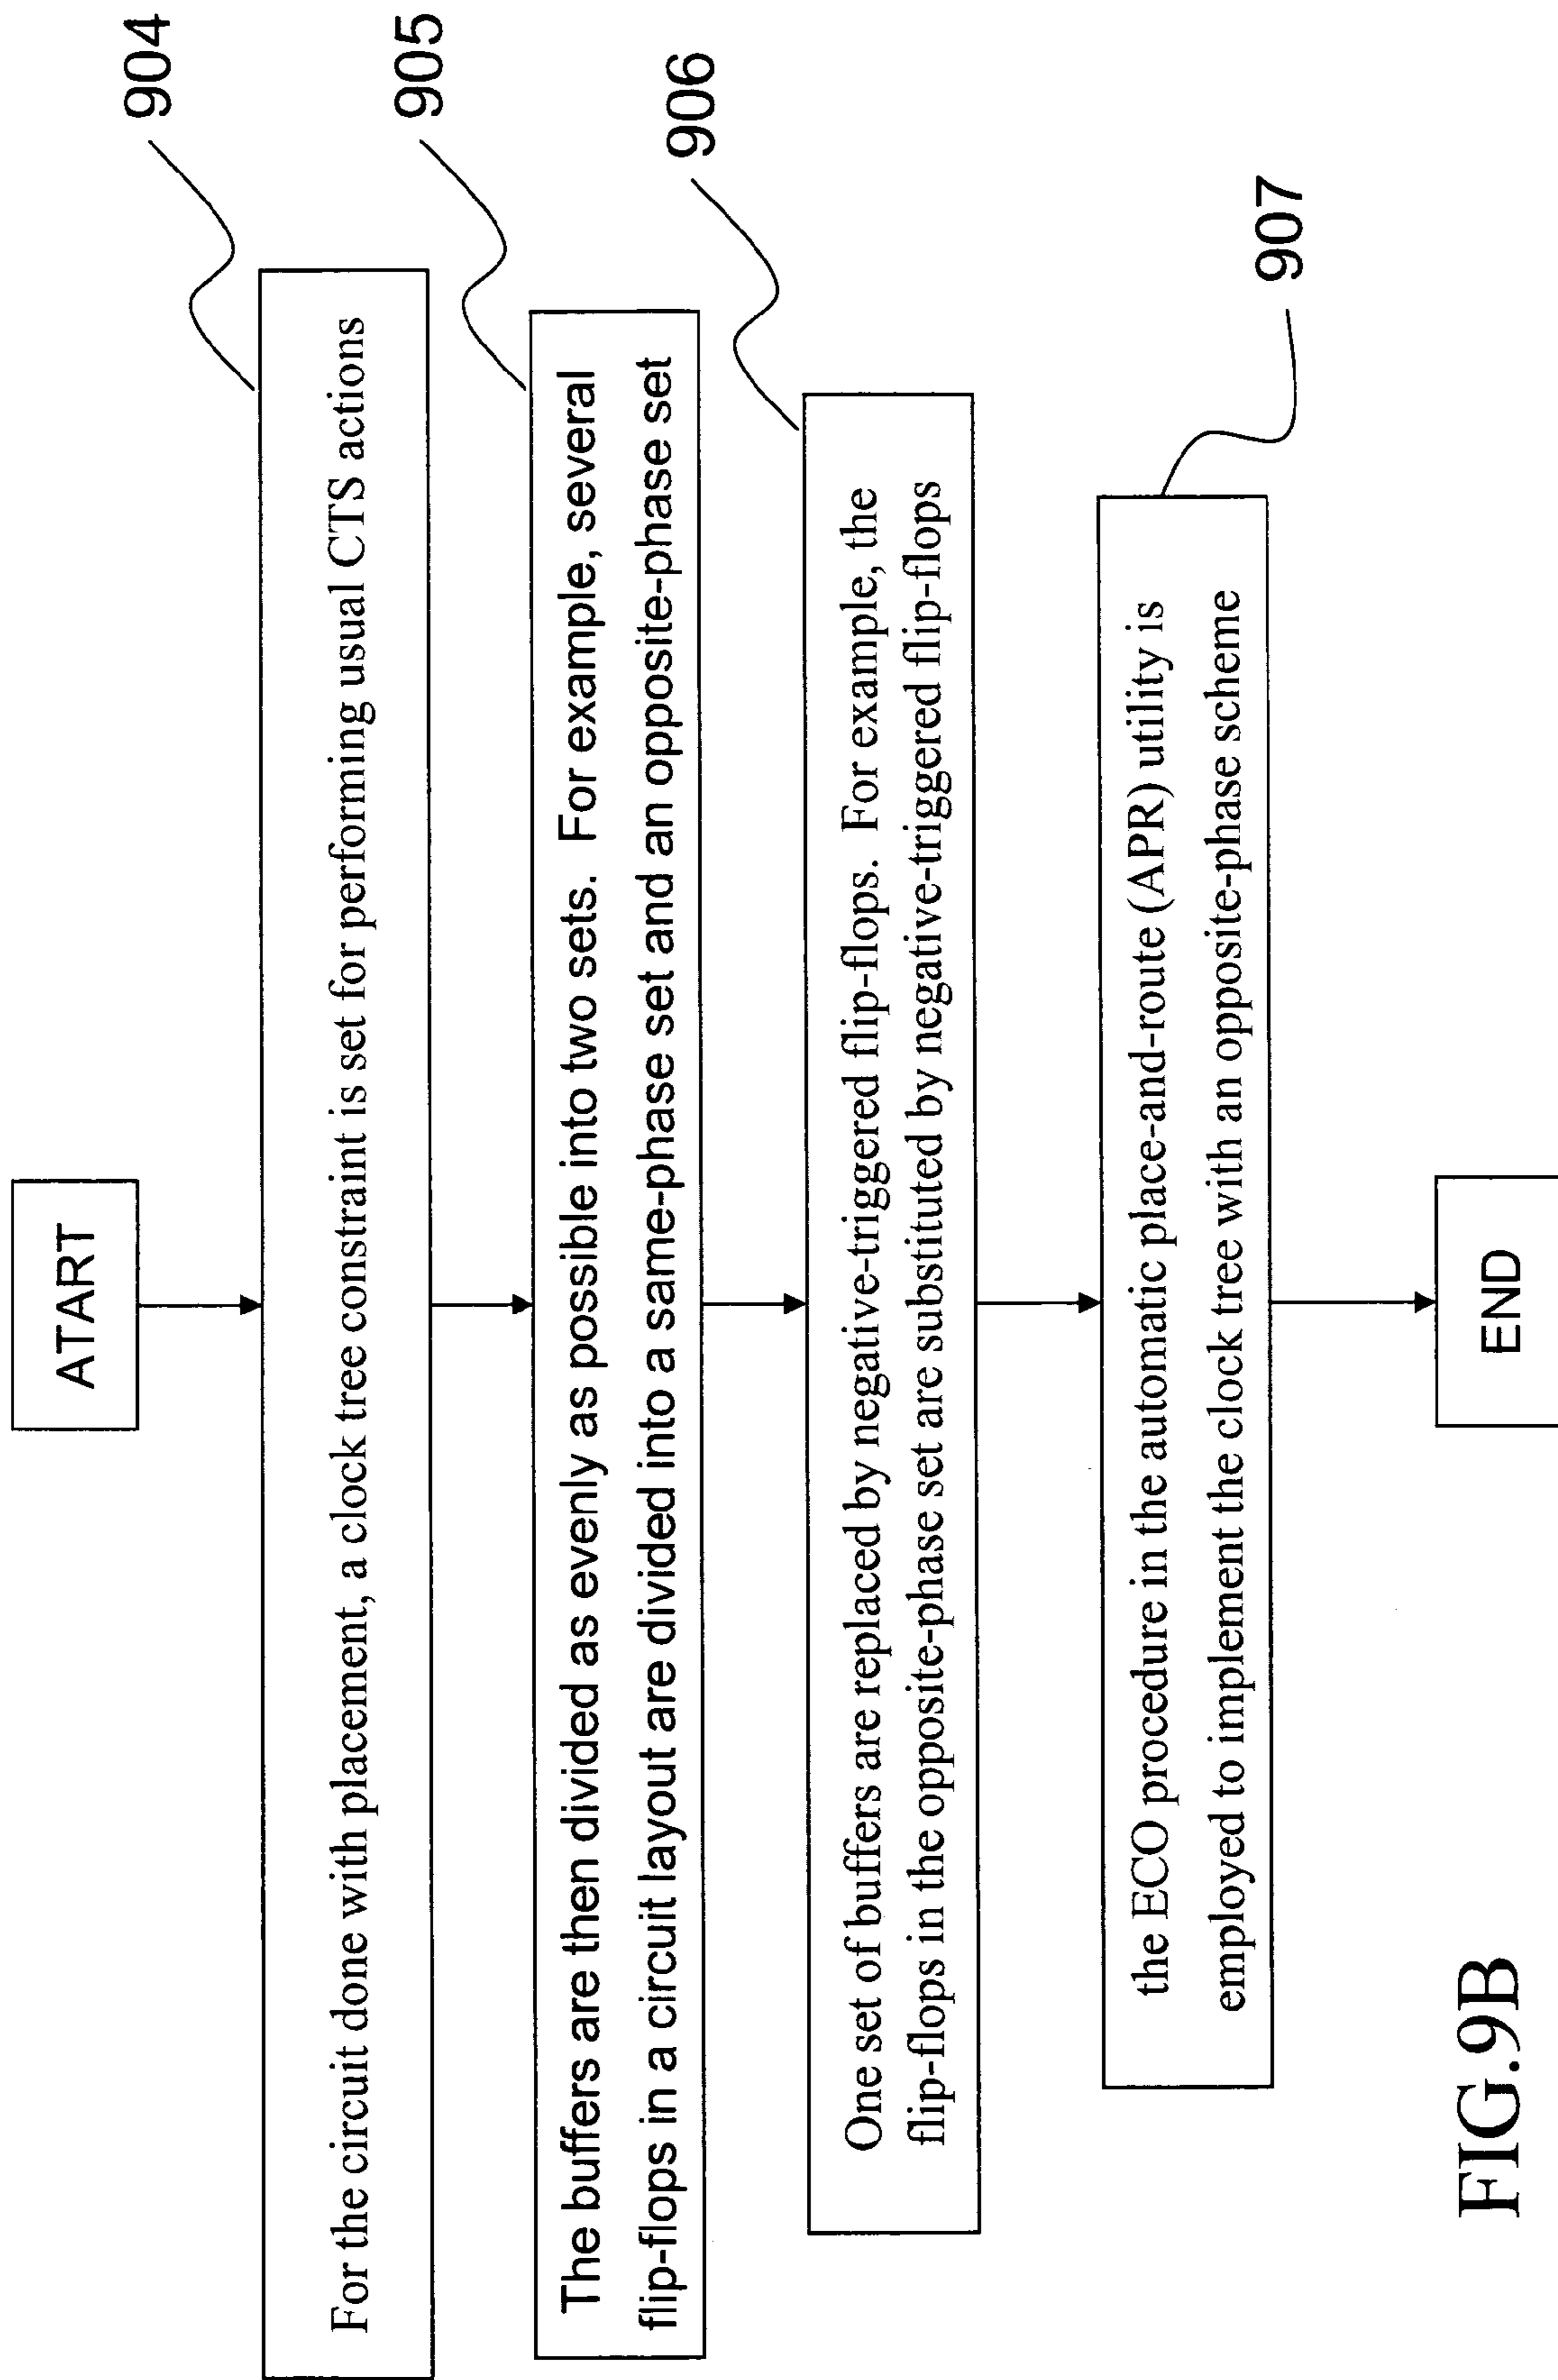 ATART
904
For the circuit done with placement, a clock tree constraint is set for performing usual CTS actions
905
The buffers are then divided as evenly as possible into two sets. For example, several
flip-flops in a circuit layout are divided into a same-phase set and an opposite-phase set
906
One set of buffers are replaced by negative-triggered flip-flops. For example, the
flip-flops in the opposite-phase set are substituted by negative-triggered flip-flops
907
the ECO procedure in the automatic place-and-route (APR) utility is
employed to implement the clock tree with an opposite-phase scheme
END
FIG.9B